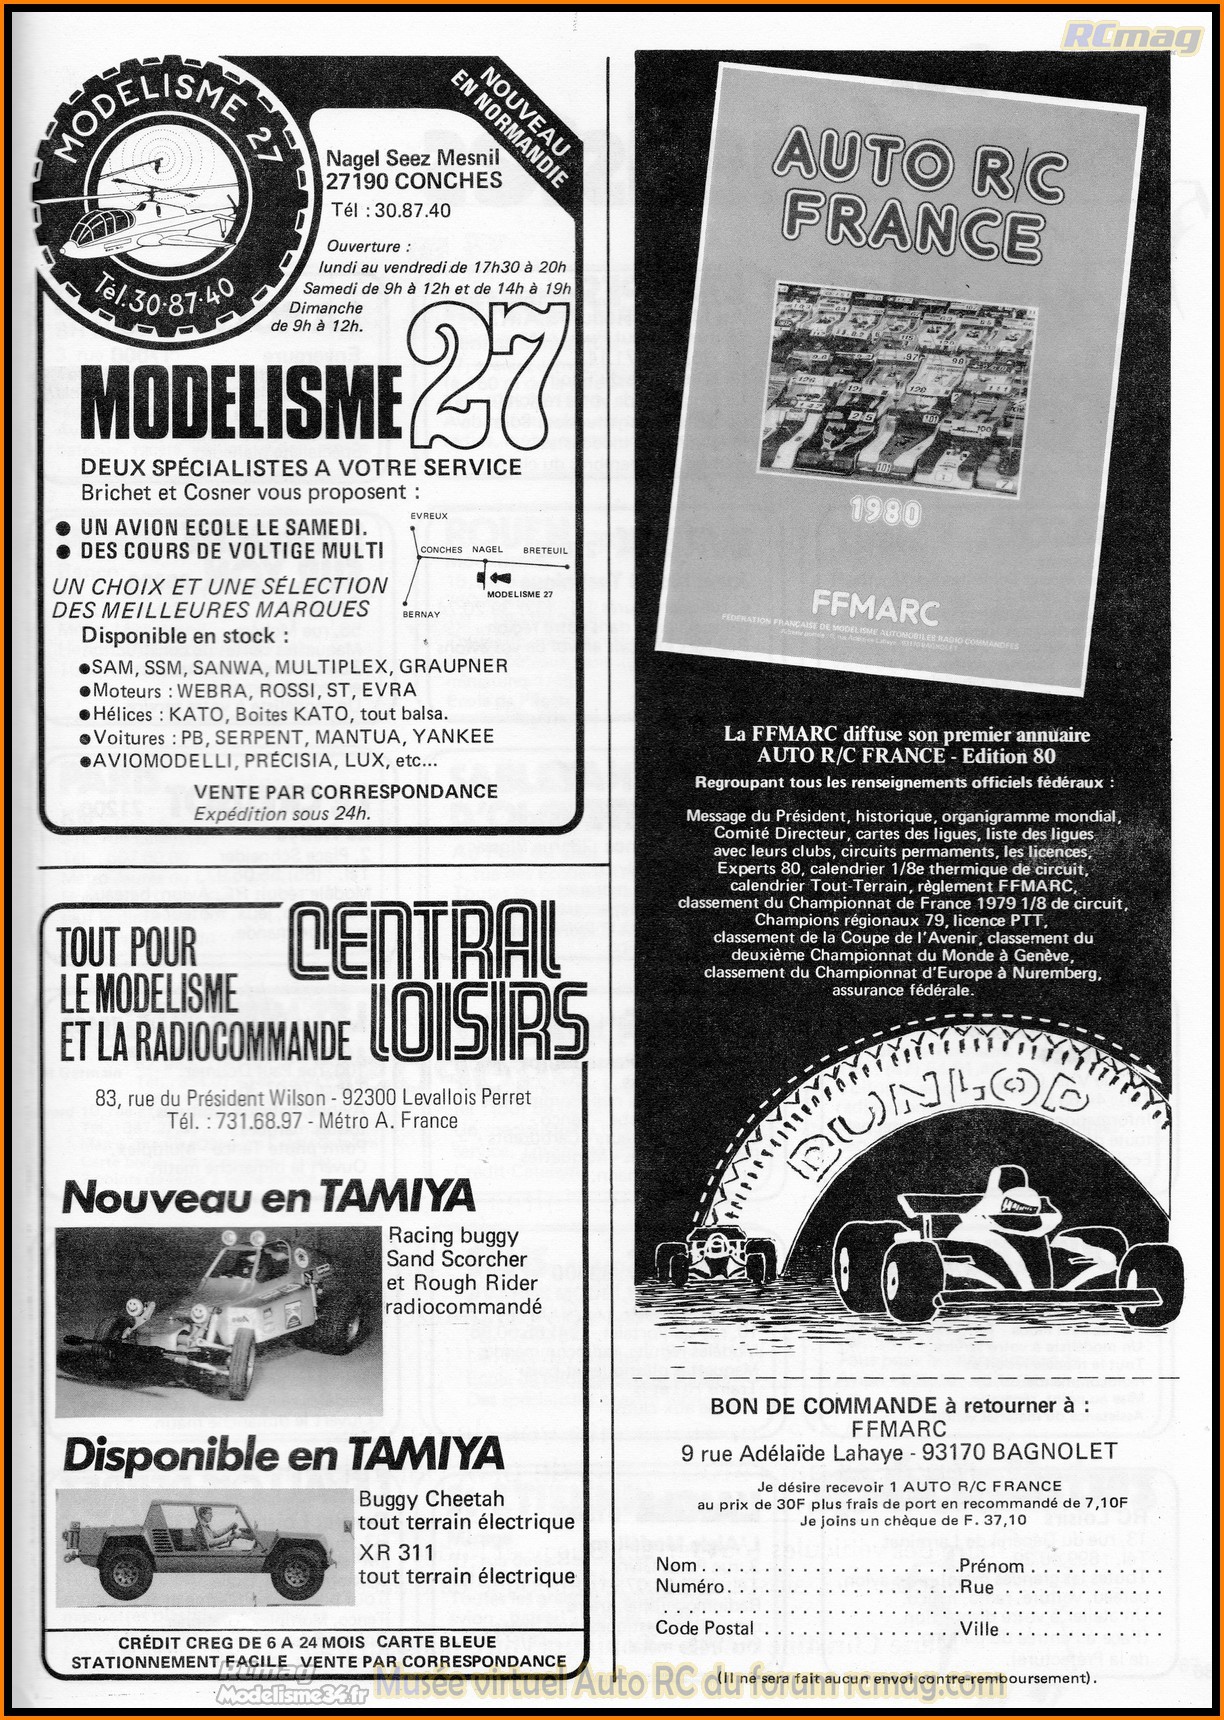 RCmag
MODELISME 27
Tél. 30-87-40
NOUVEAU
EN NORMANDIE
Nagel Seez Mesnil
27190 CONCHES
Tél : 30.87.40
Ouverture :
lundi au vendredi de 17h30 à 20h
Samedi de 9h à 12h et de 14h à 19h
Dimanche
de 9h à 12h.
MODELISME 27
DEUX SPÉCIALISTES A VOTRE SERVICE
Brichet et Cosner vous proposent :
● UN AVION ECOLE LE SAMEDI.
● DES COURS DE VOLTIGE MULTI
UN CHOIX ET UNE SÉLECTION
DES MEILLEURES MARQUES
EVREUX
CONCHES NAGEL BRETEUIL
MODELISME 27
BERNAY
Disponible en stock :
●SAM, SSM, SANWA, MULTIPLEX, GRAUPNER
●Moteurs : WEBRA, ROSSI, ST, EVRA
●Hélices : KATO, Boites KATO, tout balsa.
●Voitures : PB, SERPENT, MANTUA, YANKEE
●AVIOMODELLI, PRÉCISIA, LUX, etc...
VENTE PAR CORRESPONDANCE
Expédition sous 24h.
TOUT POUR
LE MODELISME
ET LA RADIOCOMMANDE
CENTRAL
LOISIRS
83, rue du Président Wilson - 92300 Levallois Perret
Tél. : 731.68.97 - Métro A. France
Nouveau en TAMIYA
Racing buggy
Sand Scorcher
et Rough Rider
radiocommandé
Disponible en TAMIYA
Buggy Cheetah
tout terrain électrique
XR 311
tout terrain électrique
CRÉDIT CREG DE 6 A 24 MOIS CARTE BLEUE
STATIONNEMENT FACILE VENTE PAR CORRESPONDANCE
AUTO R/C
FRANCE
1980
FFMARC
FEDERATION FRANCAISE DE MODELISME AUTOMOBILES RADIO COMMANDEES
La FFMARC diffuse son premier annuaire
AUTO R/C FRANCE - Edition 80
Regroupant tous les renseignements officiels fédéraux :
Message du Président, historique, organigramme mondial,
Comité Directeur, cartes des ligues, liste des ligues
avec leurs clubs, circuits permaments, les licences,
Experts 80, calendrier 1/8e thermique de circuit,
calendrier Tout-Terrain, règlement FFMARC,
classement du Championnat de France 1979 1/8 de circuit,
Champions régionaux 79, licence PTT,
classement de la Coupe de l'Avenir, classement du
deuxième Championnat du Monde à Genêve,
classement du Championnat d'Europe à Nuremberg,
assurance fédérale.
DUNLOP
BON DE COMMANDE à retourner à :
FFMARC
9 rue Adélaïde Lahaye - 93170 BAGNOLET
Je désire recevoir 1 AUTO R/C FRANCE
au prix de 30F plus frais de port en recommandé de 7,10F
Je joins un chèque de F. 37,10
Nom . . . . . . . . . . . . . . . . . . . . Prénom . . . . . . . . . .
Numéro . . . . . . . . . . . . . . . . . . Rue . . . . . . . . . . . . .
Code Postal . . . . . . . . . . . . . . . Ville . . . . . . . . . . . .
(Il ne sera fait aucun envoi contre-remboursement).
RCmag
Modelisme34.fr
Musée virtuel Auto RC du forum rcmag.com